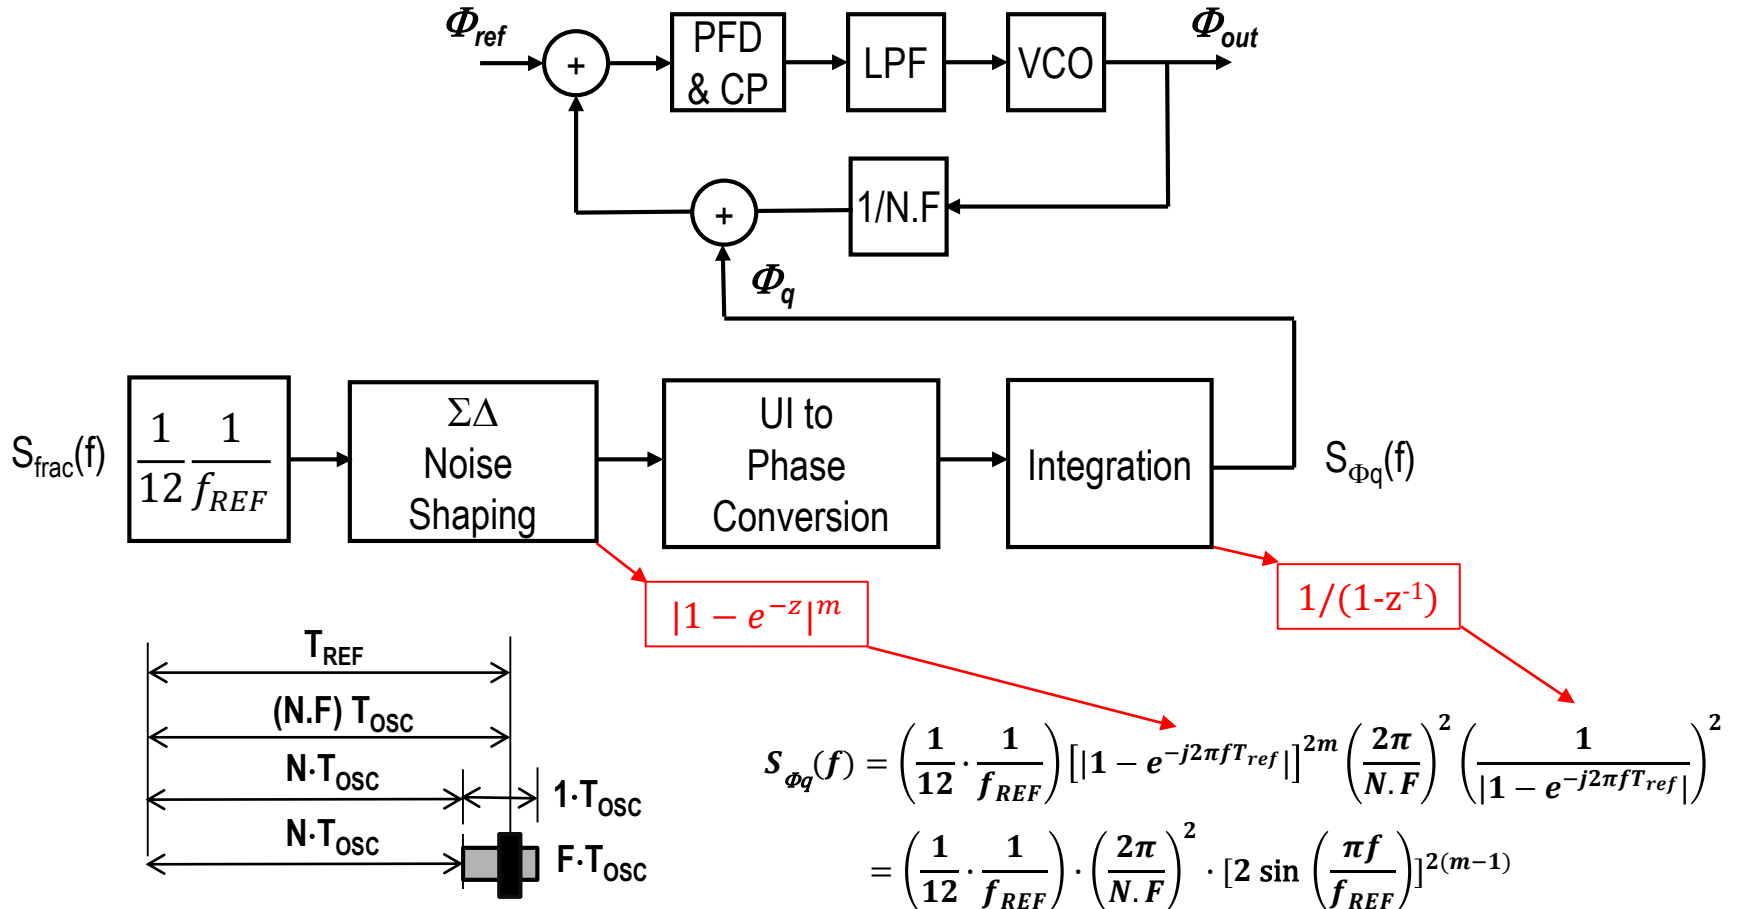 Φref
+
PFD
& CP
LPF
VCO
Φout
+
1/N.F
Φq
Sfrac(f)
1/12 1/fREF
ΣΔ
Noise
Shaping
UI to
Phase
Conversion
Integration
SΦq(f)
|1 − e^−z|^m
1/(1-z^-1)
TREF
(N.F) TOSC
N·TOSC
1·TOSC
N·TOSC
F·TOSC
SΦq(f) = (1/12 · 1/fREF) [|1 − e^−j2πfTref|]^2m (2π/N.F)^2 (1/|1 − e^−j2πfTref|)^2
= (1/12 · 1/fREF) · (2π/N.F)^2 · [2 sin (πf/fREF)]^2(m−1)